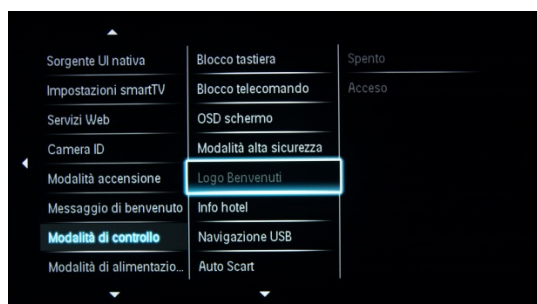 Sorgente UI nativa
Impostazioni smartTV
Servizi Web
Camera ID
Modalità accensione
Messaggio di benvenuto
Modalità di controllo
Modalità di alimentazio...
Blocco tastiera
Blocco telecomando
OSD schermo
Modalità alta sicurezza
Logo Benvenuti
Info hotel
Navigazione USB
Auto Scart
Spento
Acceso